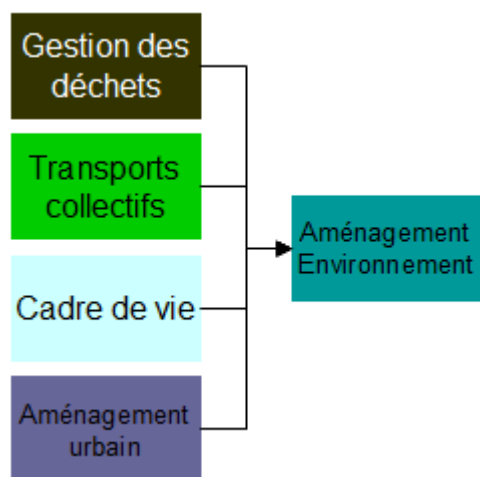 Gestion des
déchets
Transports
collectifs
Cadre de vie
Aménagement
urbain
Aménagement
Environnement